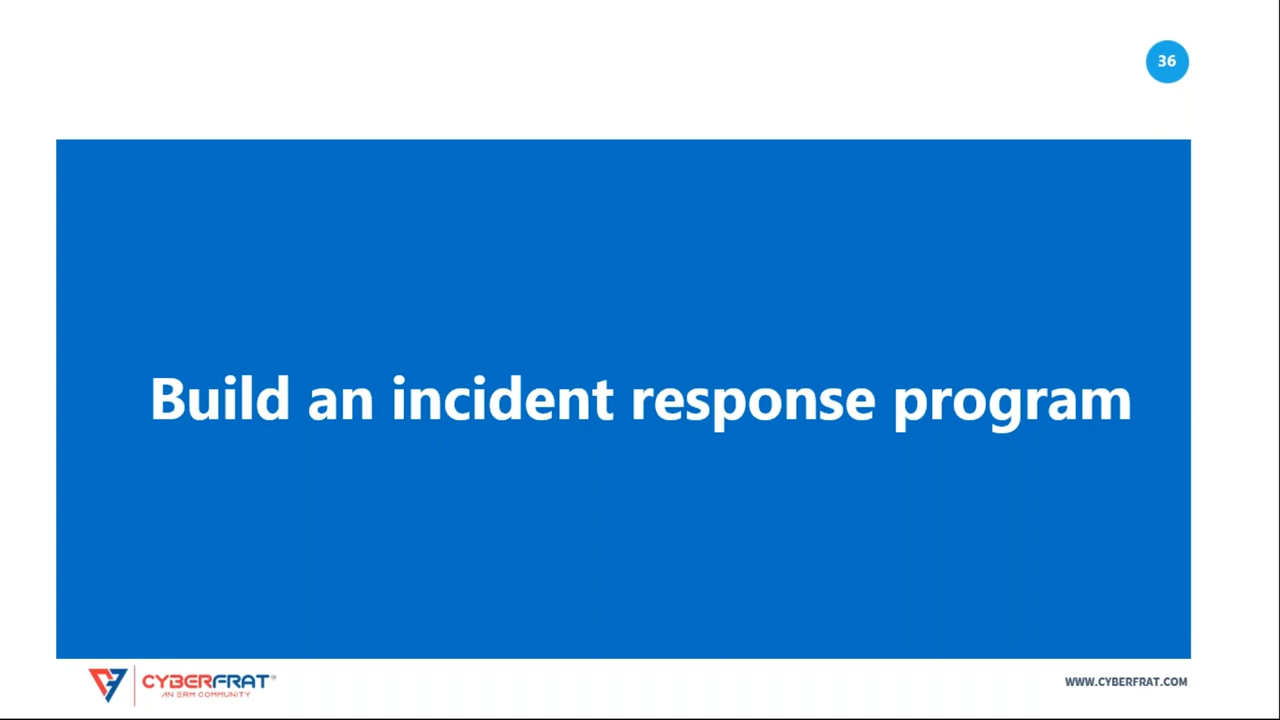 36
Build an incident response program
CYBERFRAT®
AN ERM COMMUNITY
WWW.CYBERFRAT.COM